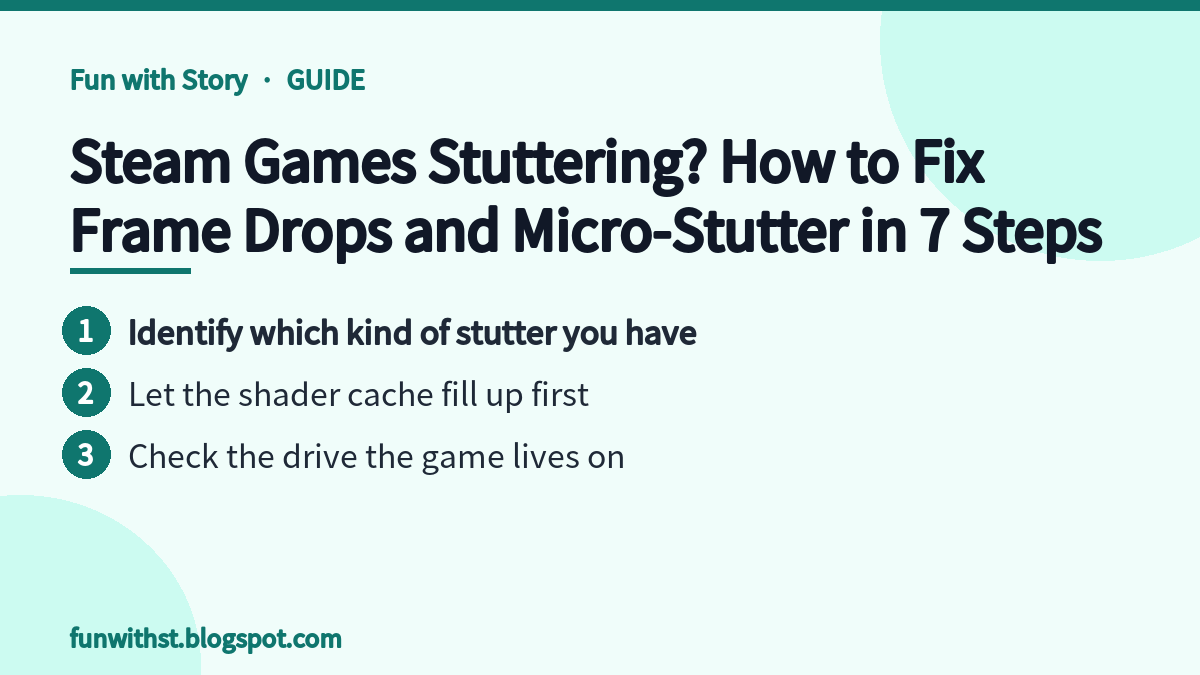 Fun with Story · GUIDE
Steam Games Stuttering? How to Fix
Frame Drops and Micro-Stutter in 7 Steps
1 Identify which kind of stutter you have
2 Let the shader cache fill up first
3 Check the drive the game lives on
funwithst.blogspot.com